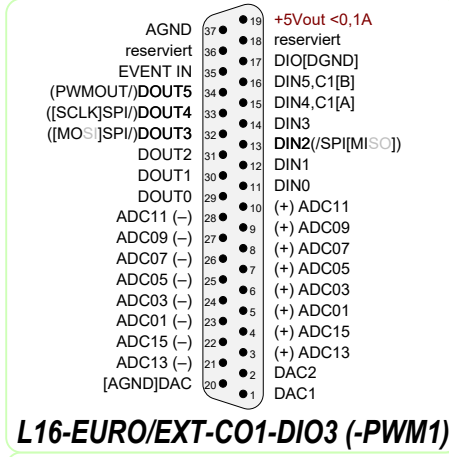 AGND 37 19 +5Vout <0,1A
reserviert 36 18 reserviert
EVENT IN 35 17 DIO[DGND]
(PWMOUT/)DOUT5 34 16 DIN5,C1[B]
([SCLK]SPI/)DOUT4 33 15 DIN4,C1[A]
([MOSI]SPI/)DOUT3 32 14 DIN3
DOUT2 31 13 DIN2(/SPI[MISO])
DOUT1 30 12 DIN1
DOUT0 29 11 DIN0
ADC11 (–) 28 10 (+) ADC11
ADC09 (–) 27 9 (+) ADC09
ADC07 (–) 26 8 (+) ADC07
ADC05 (–) 25 7 (+) ADC05
ADC03 (–) 24 6 (+) ADC03
ADC01 (–) 23 5 (+) ADC01
ADC15 (–) 22 4 (+) ADC15
ADC13 (–) 21 3 (+) ADC13
[AGND]DAC 20 2 DAC2
1 DAC1
L16-EURO/EXT-CO1-DIO3 (-PWM1)